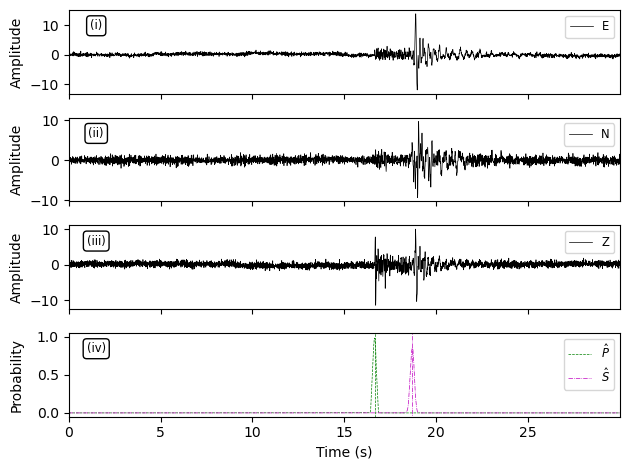 (i)
E
Amplitude
10
0
−10
(ii)
N
Amplitude
10
0
−10
(iii)
Z
Amplitude
10
0
−10
(iv)
P̂
Ŝ
Probability
1.0
0.5
0.0
0 5 10 15 20 25
Time (s)